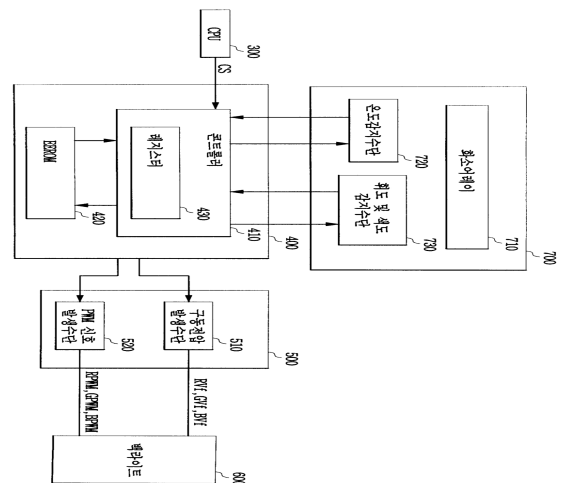 CPU
300
CS
콘트롤러
레지스터
430
410
EEROM
420
400
온도감지수단
720
휘도 및 색도
감지수단
730
화소어레이
710
700
PWM 신호
발생수단
520
구동전압
발생수단
510
500
RPWM,GPWM,BPWM
RVf,GVf,BVf
백라이트
600